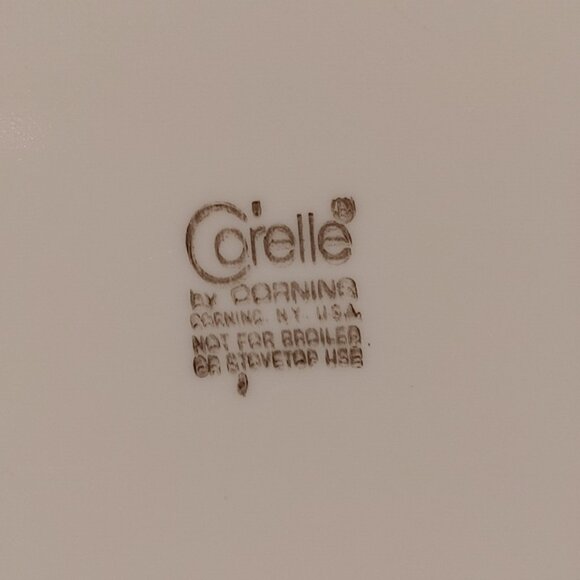 Corelle®
BY CORNING
CORNING, N.Y. U.S.A.
NOT FOR BROILER
OR STOVETOP USE